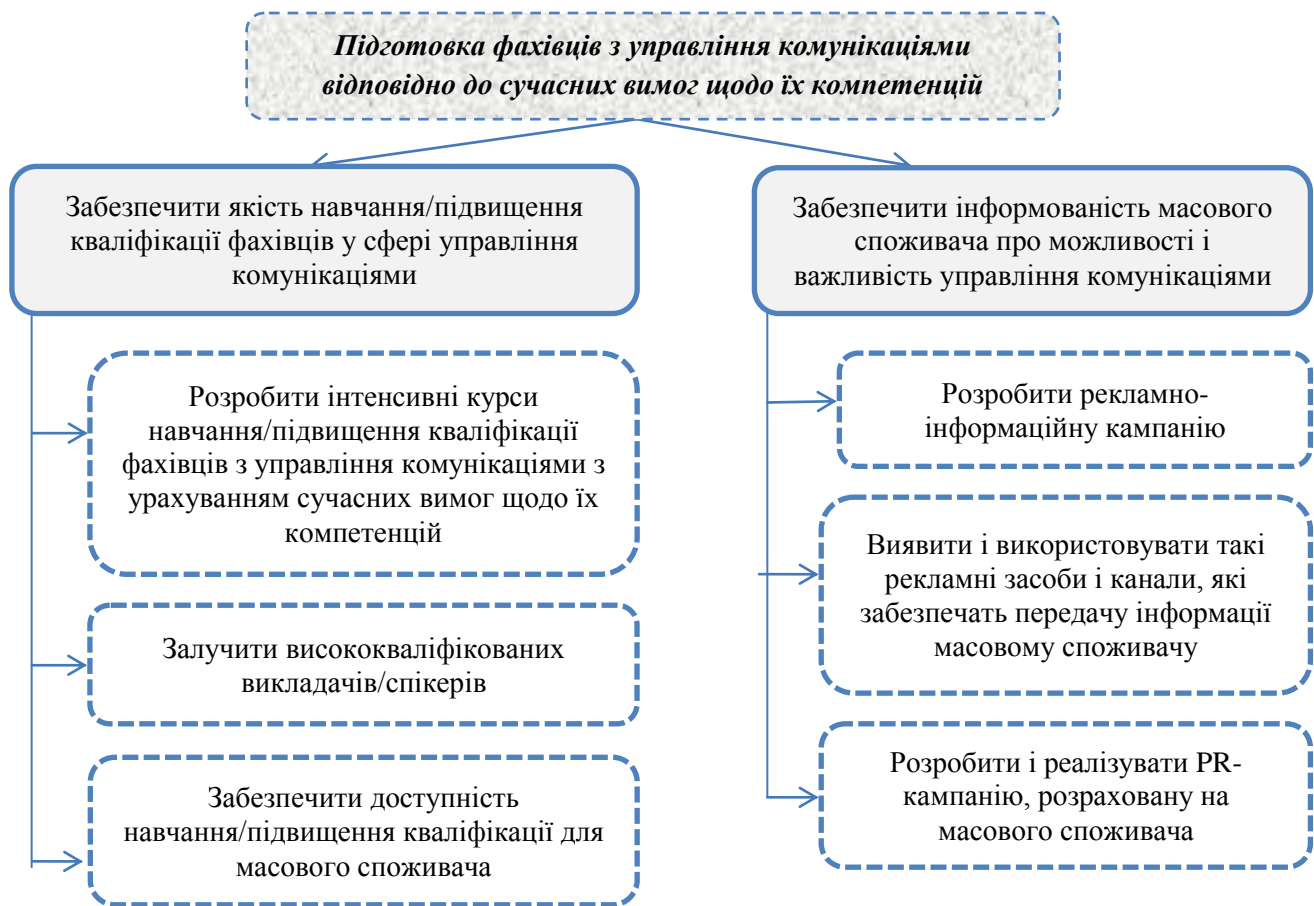 Підготовка фахівців з управління комунікаціями
відповідно до сучасних вимог щодо їх компетенцій
Забезпечити якість навчання/підвищення
кваліфікації фахівців у сфері управління
комунікаціями
Розробити інтенсивні курси
навчання/підвищення кваліфікації
фахівців з управління комунікаціями з
урахуванням сучасних вимог щодо їх
компетенцій
Залучити висококваліфікованих
викладачів/спікерів
Забезпечити доступність
навчання/підвищення кваліфікації для
масового споживача
Забезпечити інформованість масового
споживача про можливості і
важливість управління комунікаціями
Розробити рекламно-
інформаційну кампанію
Виявити і використовувати такі
рекламні засоби і канали, які
забезпечать передачу інформації
масовому споживачу
Розробити і реалізувати PR-
кампанію, розраховану на
масового споживача